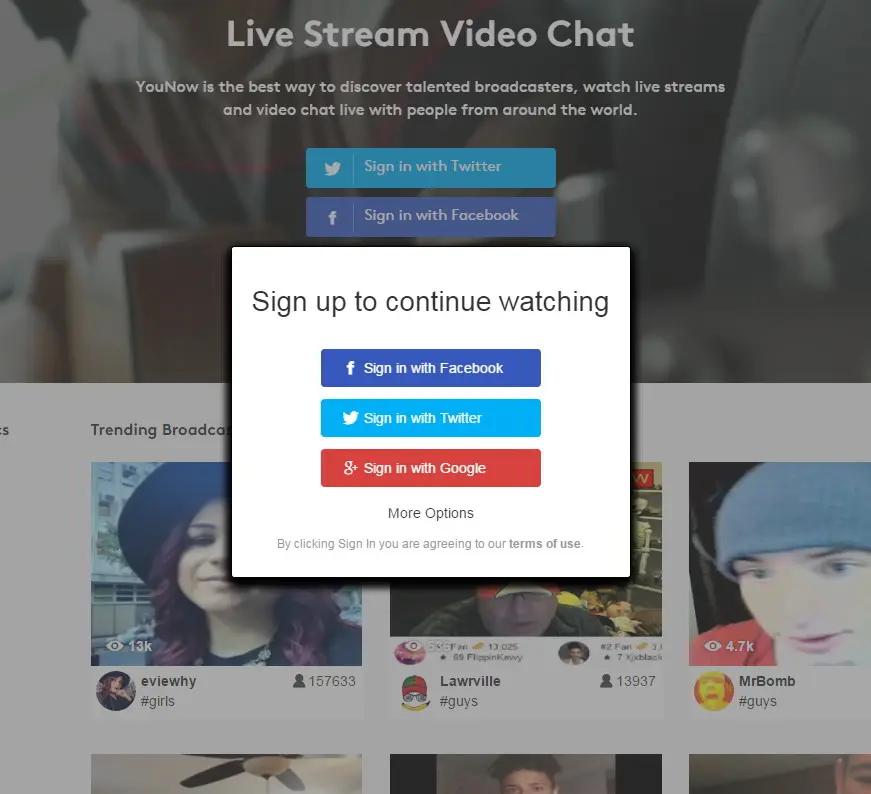 Live Stream Video Chat
YouNow is the best way to discover talented broadcasters, watch live streams
and video chat live with people from around the world.
Sign in with Twitter
Sign in with Facebook
Sign up to continue watching
Sign in with Facebook
Sign in with Twitter
Sign in with Google
More Options
By clicking Sign In you are agreeing to our terms of use.
cs
Trending Broadcas
W
13k
Fan 13,025
#2 Fan 3,
69 FlippinKawy
7 Xjxblack
4.7k
eviewhy
157633
#girls
Lawrville
13937
#guys
MrBomb
#guys